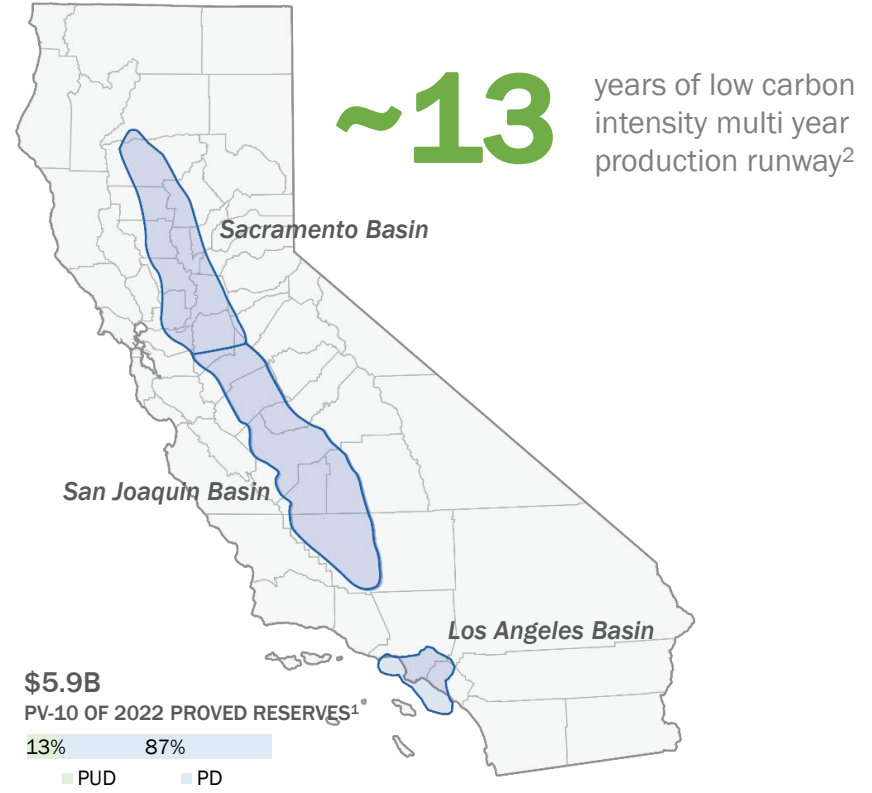 ~13
years of low carbon
intensity multi year
production runway2
Sacramento Basin
San Joaquin Basin
Los Angeles Basin
$5.9B
PV-10 OF 2022 PROVED RESERVES1
13% 87%
PUD PD